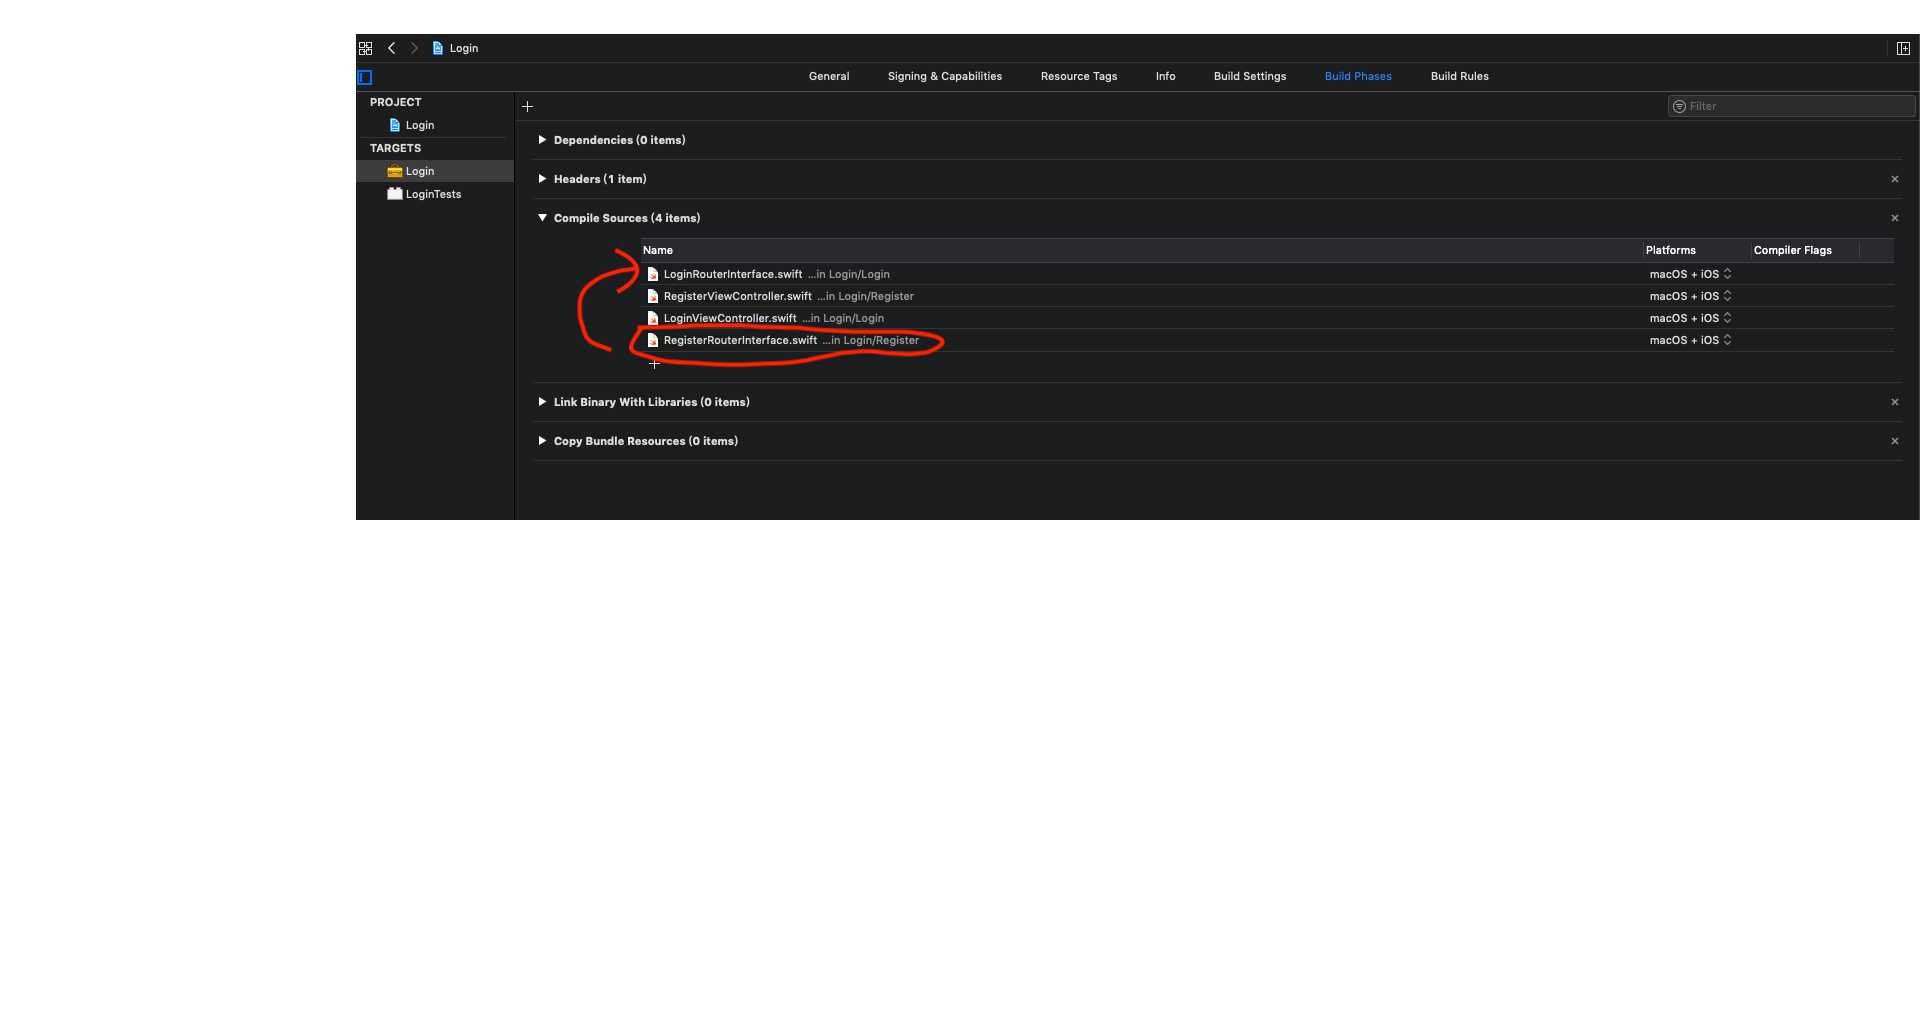 Login
General Signing & Capabilities Resource Tags Info Build Settings Build Phases Build Rules
PROJECT
Login
TARGETS
Login
LoginTests
Filter
Dependencies (0 items)
Headers (1 item)
Compile Sources (4 items)
Name Platforms Compiler Flags
LoginRouterInterface.swift ...in Login/Login macOS + iOS
RegisterViewController.swift ...in Login/Register macOS + iOS
LoginViewController.swift ...in Login/Login macOS + iOS
RegisterRouterInterface.swift ...in Login/Register macOS + iOS
Link Binary With Libraries (0 items)
Copy Bundle Resources (0 items)